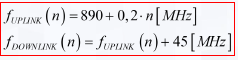 f_UPLINK (n) = 890 + 0,2 · n [MHz]
f_DOWNLINK (n) = f_UPLINK (n) + 45 [MHz]